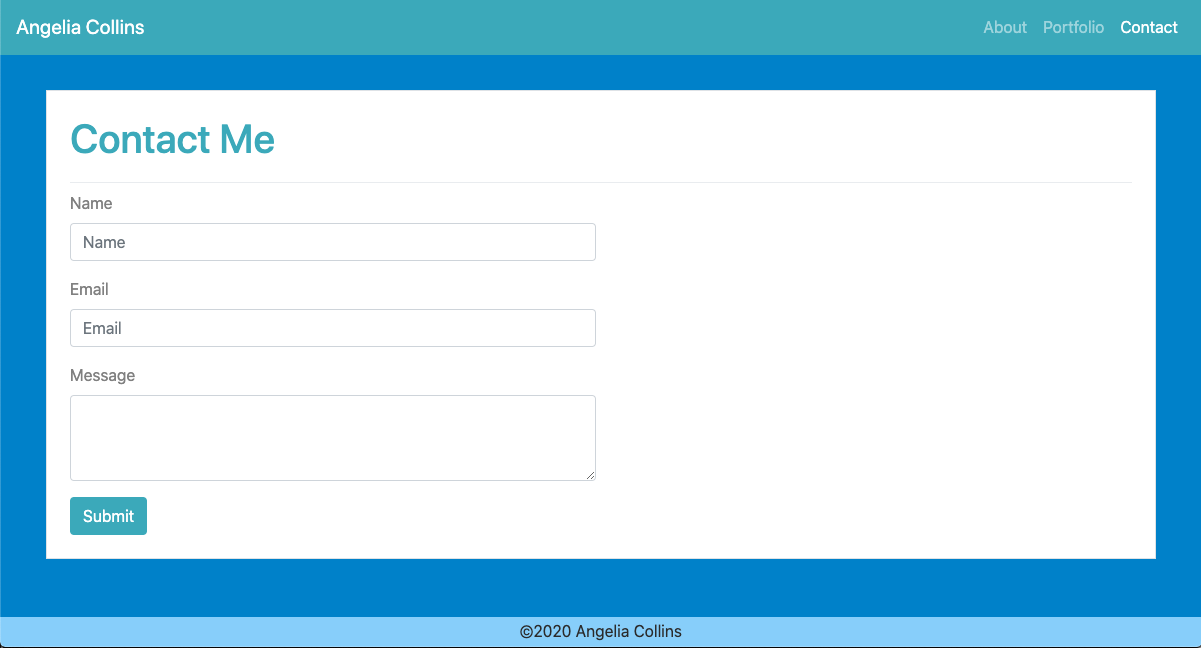 Angelia Collins
About Portfolio Contact
Contact Me
Name
Name
Email
Email
Message
Submit
©2020 Angelia Collins